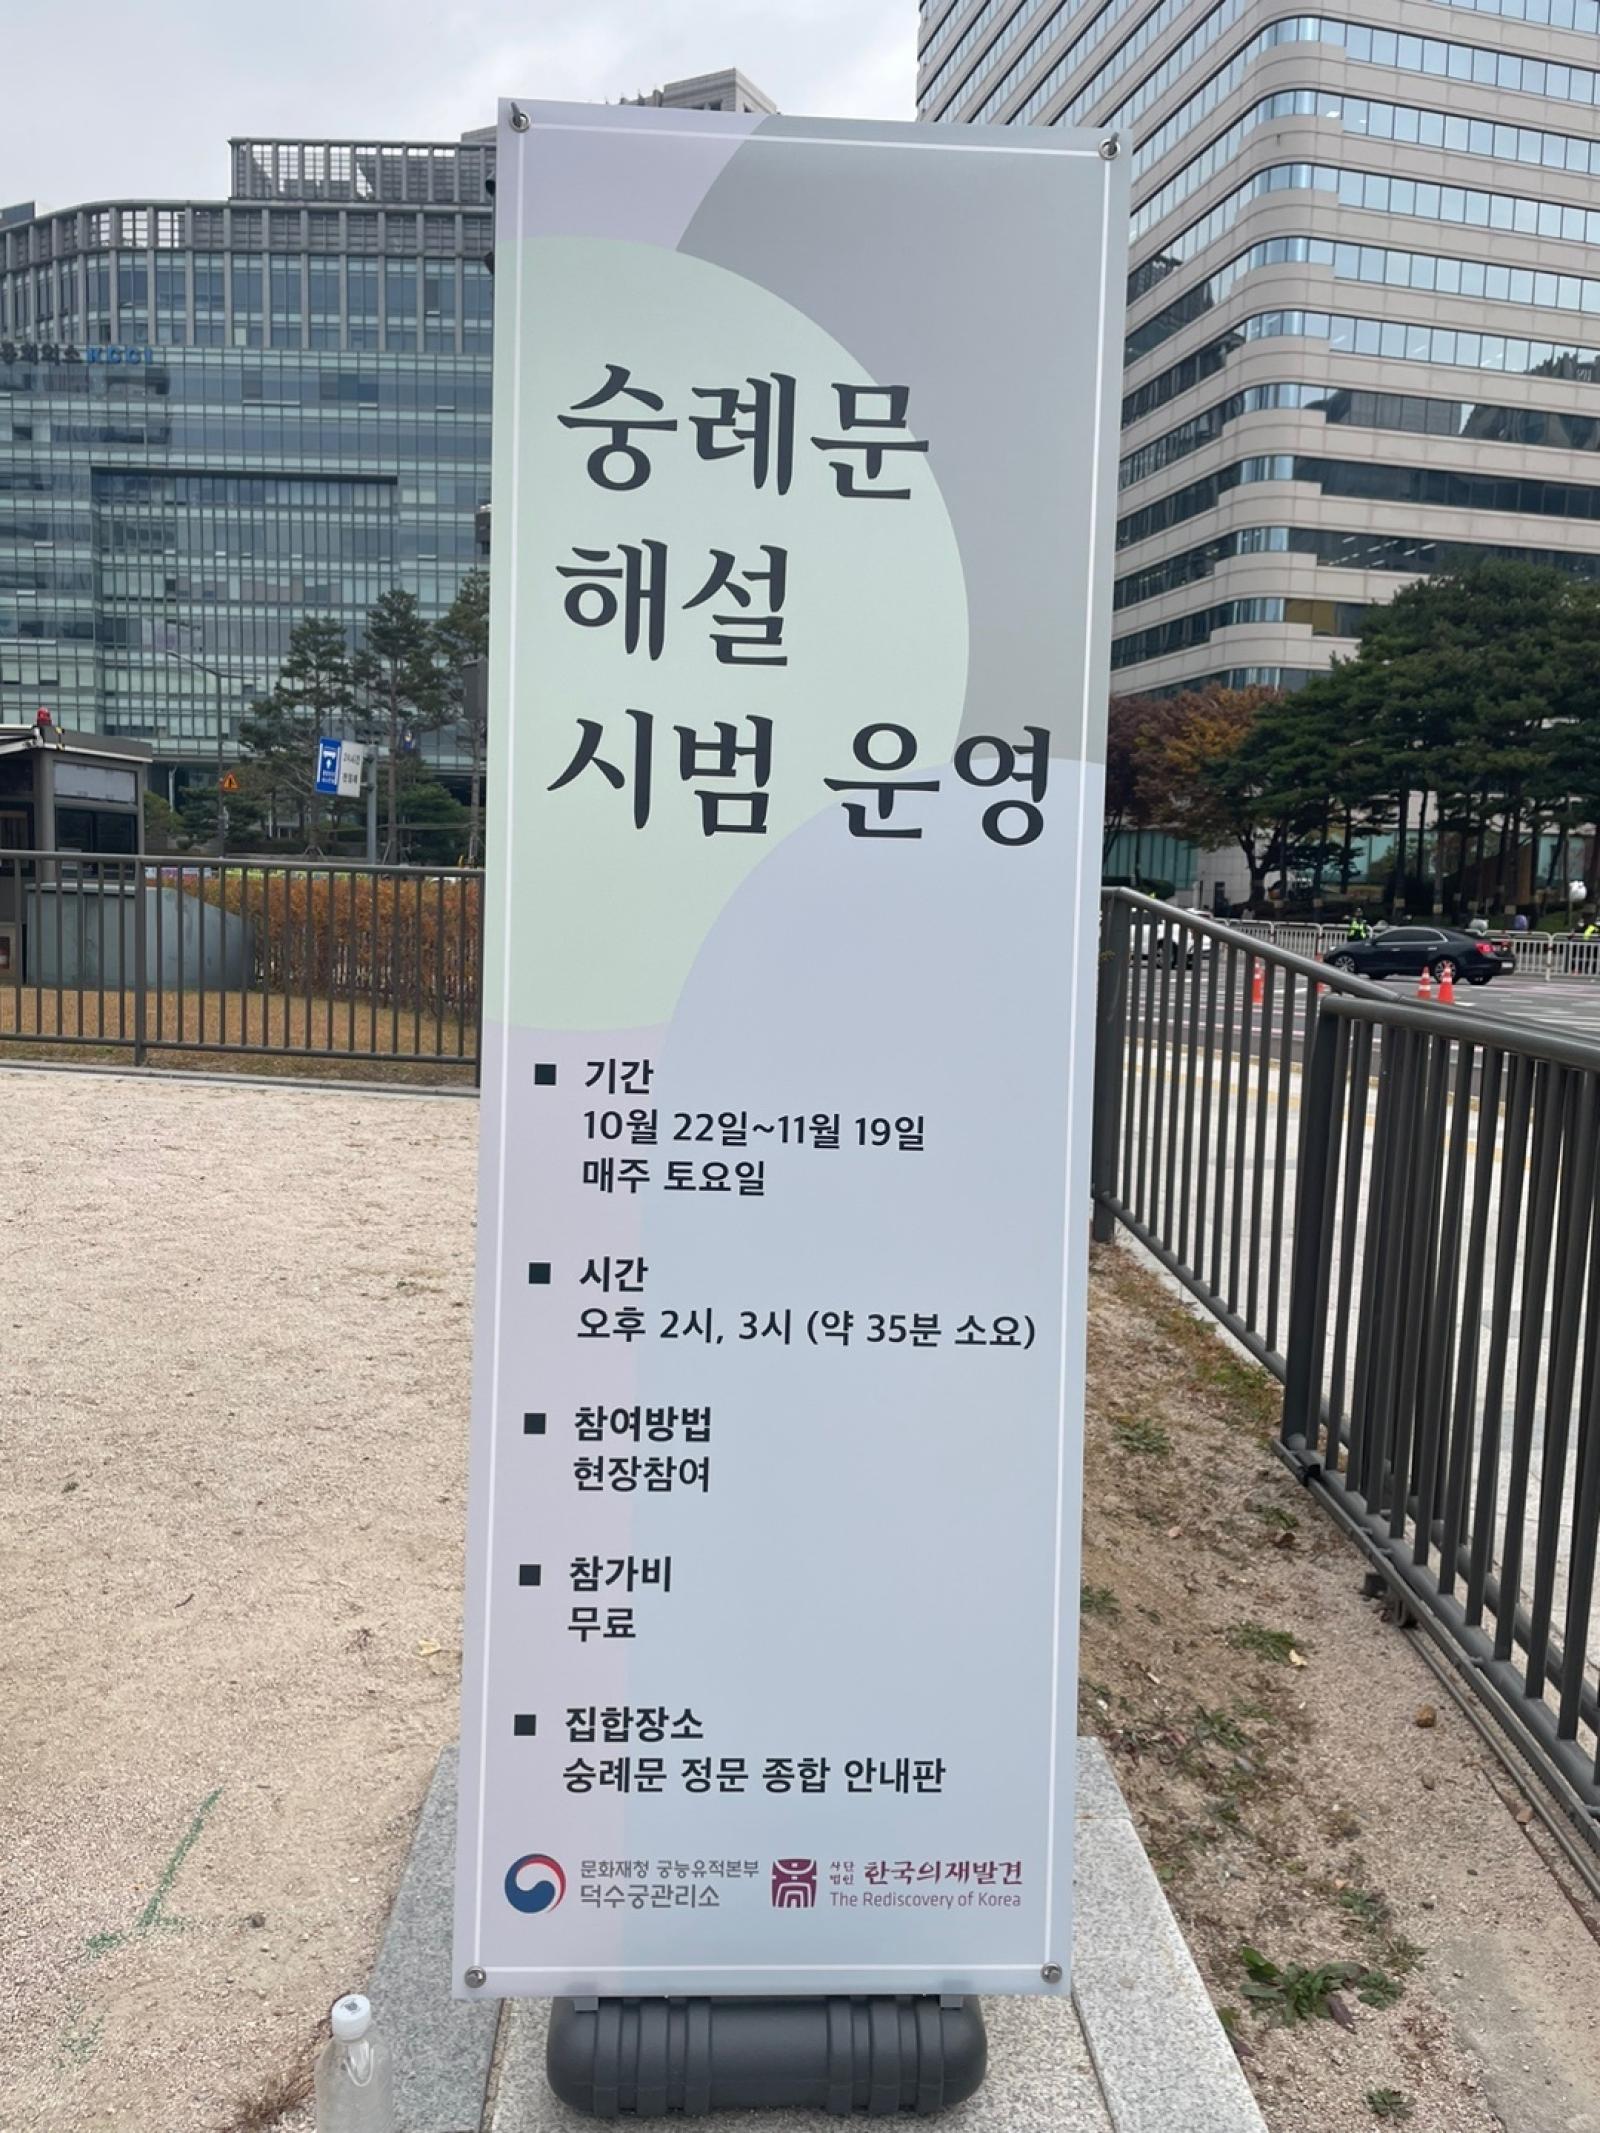 숭례문
해설
시범 운영
■ 기간
10월 22일~11월 19일
매주 토요일
■ 시간
오후 2시, 3시 (약 35분 소요)
■ 참여방법
현장참여
■ 참가비
무료
■ 집합장소
숭례문 정문 종합 안내판
문화재청 궁능유적본부
덕수궁관리소
사단
법인
한국의재발견
The Rediscovery of Korea
KCCI